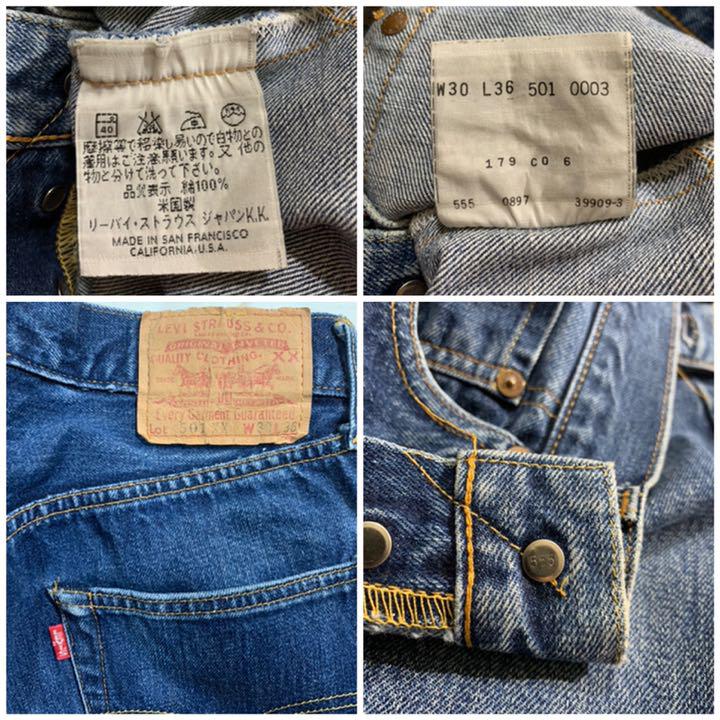 40
摩擦等で移染し易いので白物との
着用はご注意願います。又他の
物と分けて洗って下さい。
品質表示 綿100%
米国製
リーバイ・ストラウス ジャパンK.K.
MADE IN SAN FRANCISCO
CALIFORNIA, U.S.A.
W30 L36 501 0003
179 CO 6
555 0897 39909-3
LEVI STRAUSS & CO.
ORIGINAL RIVETED
QUALITY CLOTHING.
XX
TRADE MARK
Every Garment Guaranteed
Lot 501 XX W 30 L 36
555